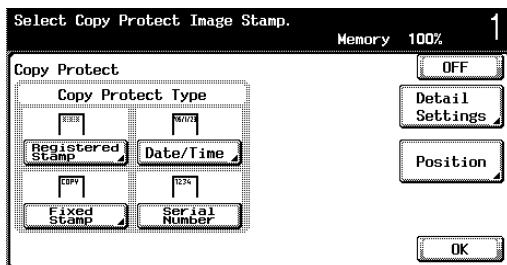 Select Copy Protect Image Stamp.
Memory 100% 1
Copy Protect
OFF
Copy Protect Type
Detail
Settings
Registered
Stamp
Date/Time
Position
COPY
1234
Fixed
Stamp
Serial
Number
OK